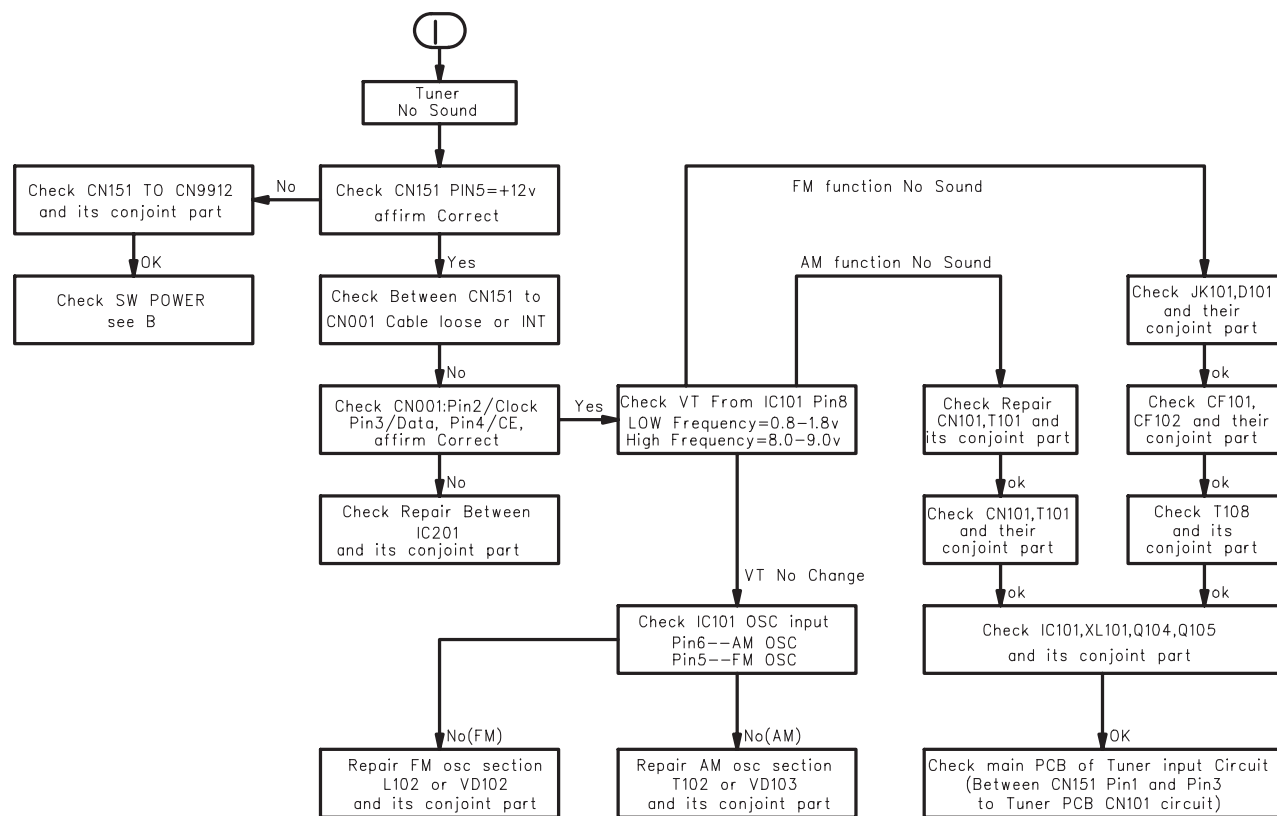 I
Tuner
No Sound
Check CN151 TO CN9912
and its conjoint part
No
Check CN151 PIN5=+12v
affirm Correct
FM function No Sound
OK
Yes
AM function No Sound
Check SW POWER
see B
Check Between CN151 to
CN001 Cable loose or INT
Check JK101,D101
and their
conjoint part
No
ok
Check CN001:Pin2/Clock
Pin3/Data, Pin4/CE,
affirm Correct
Yes
Check VT From IC101 Pin8
LOW Frequency=0.8-1.8v
High Frequency=8.0-9.0v
Check Repair
CN101,T101 and
its conjoint part
Check CF101,
CF102 and their
conjoint part
No
ok
ok
Check Repair Between
IC201
and its conjoint part
Check CN101,T101
and their
conjoint part
Check T108
and its
conjoint part
VT No Change
ok
ok
Check IC101 OSC input
Pin6--AM OSC
Pin5--FM OSC
Check IC101,XL101,Q104,Q105
and its conjoint part
No(FM)
No(AM)
OK
Repair FM osc section
L102 or VD102
and its conjoint part
Repair AM osc section
T102 or VD103
and its conjoint part
Check main PCB of Tuner input Circuit
(Between CN151 Pin1 and Pin3
to Tuner PCB CN101 circuit)